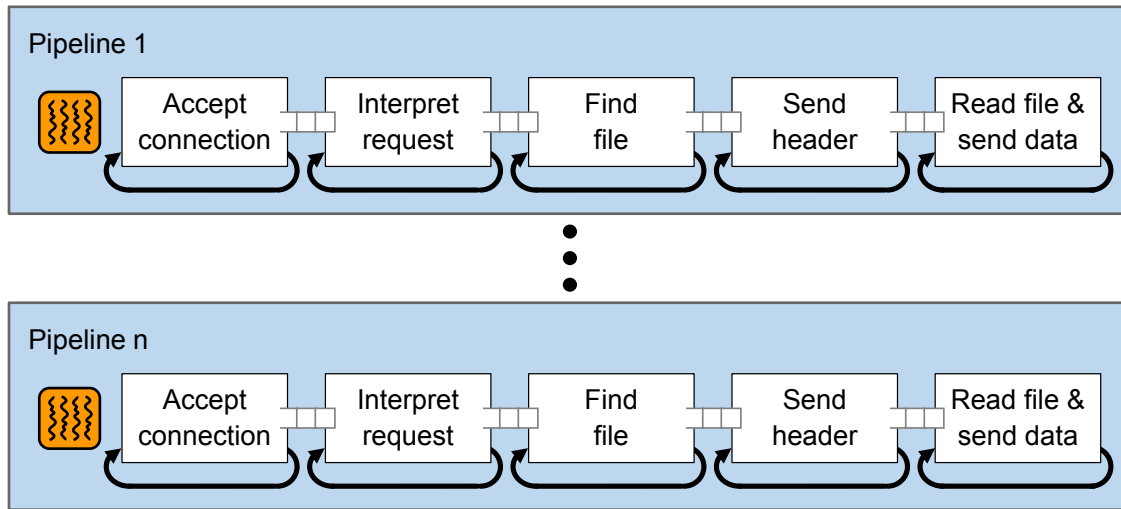 Pipeline 1
Accept
connection
Interpret
request
Find
file
Send
header
Read file &
send data
Pipeline n
Accept
connection
Interpret
request
Find
file
Send
header
Read file &
send data